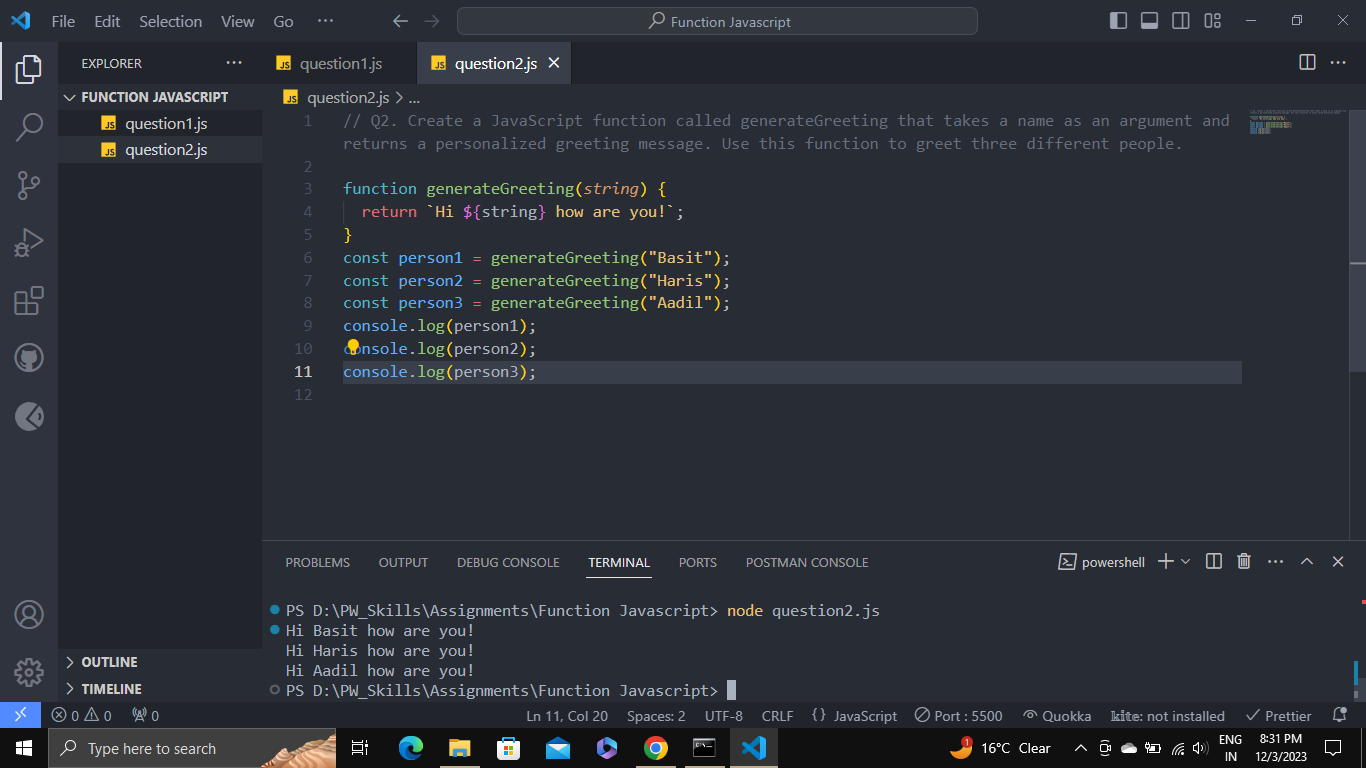 File Edit Selection View Go ··· Function Javascript
EXPLORER ···
FUNCTION JAVASCRIPT
JS question1.js
JS question2.js
OUTLINE
TIMELINE
JS question1.js JS question2.js
JS question2.js > ...
1 // Q2. Create a JavaScript function called generateGreeting that takes a name as an argument and
returns a personalized greeting message. Use this function to greet three different people.
2
3 function generateGreeting(string) {
4 return `Hi ${string} how are you!`;
5 }
6 const person1 = generateGreeting("Basit");
7 const person2 = generateGreeting("Haris");
8 const person3 = generateGreeting("Aadil");
9 console.log(person1);
10 console.log(person2);
11 console.log(person3);
12
PROBLEMS OUTPUT DEBUG CONSOLE TERMINAL PORTS POSTMAN CONSOLE powershell
PS D:\PW_Skills\Assignments\Function Javascript> node question2.js
Hi Basit how are you!
Hi Haris how are you!
Hi Aadil how are you!
PS D:\PW_Skills\Assignments\Function Javascript>
0 0 0 Ln 11, Col 20 Spaces: 2 UTF-8 CRLF {} JavaScript Port : 5500 Quokka kite: not installed Prettier
Type here to search 1 16°C Clear ENG IN 8:31 PM 12/3/2023